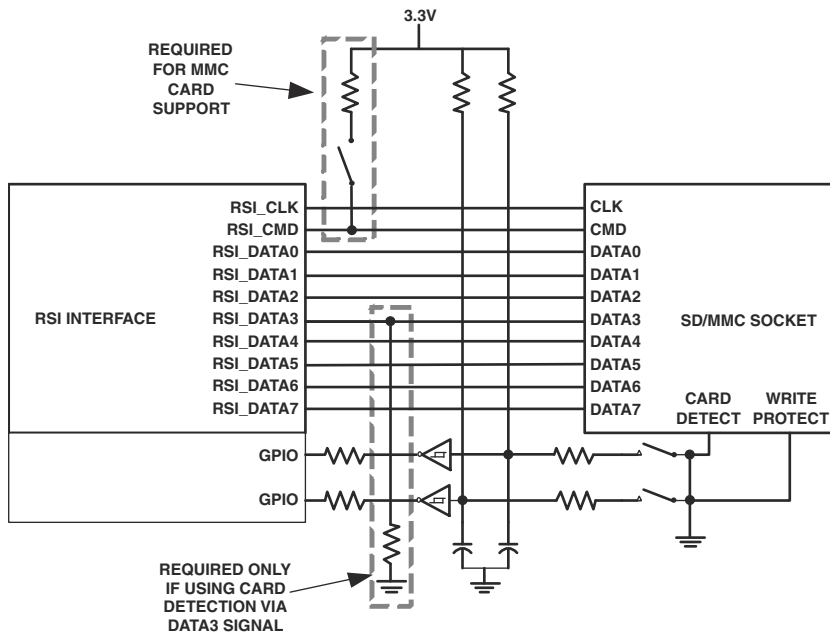 3.3V
REQUIRED
FOR MMC
CARD
SUPPORT
RSI_CLK
RSI_CMD
RSI_DATA0
RSI_DATA1
RSI_DATA2
RSI_DATA3
RSI_DATA4
RSI_DATA5
RSI_DATA6
RSI_DATA7
RSI INTERFACE
GPIO
GPIO
CLK
CMD
DATA0
DATA1
DATA2
DATA3
DATA4
DATA5
DATA6
DATA7
SD/MMC SOCKET
CARD
DETECT
WRITE
PROTECT
REQUIRED ONLY
IF USING CARD
DETECTION VIA
DATA3 SIGNAL